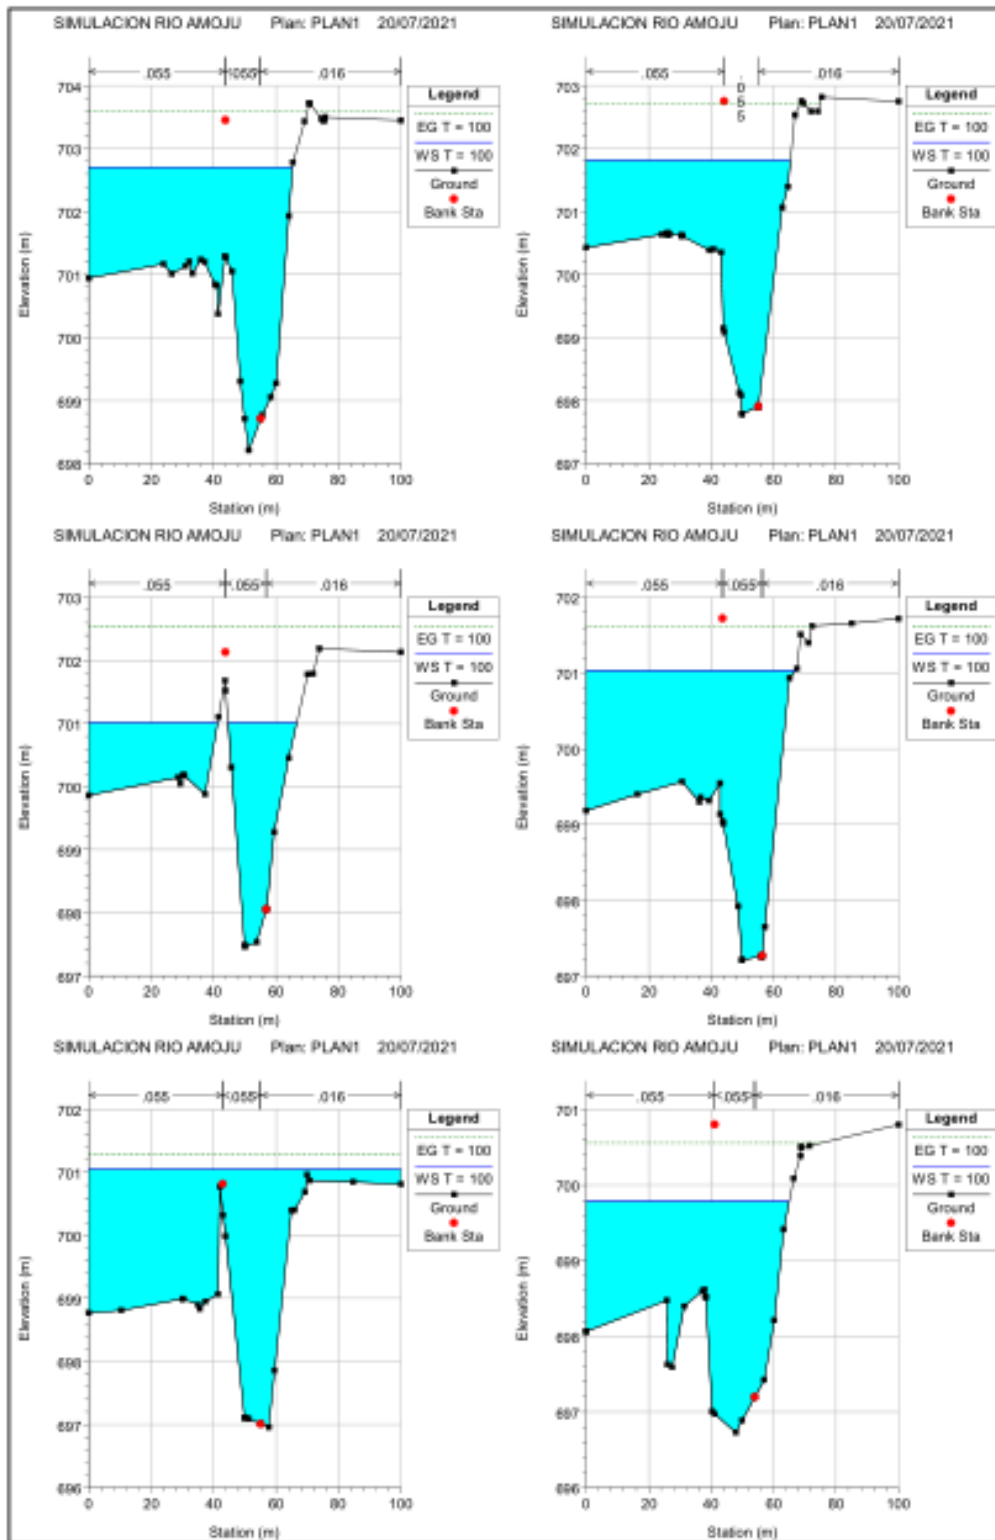 SIMULACION RIO AMOJU Plan: PLAN1 20/07/2021
.055 .055 .016
Legend
EG T = 100
WS T = 100
Ground
Bank Sta
704
703
702
701
700
699
698
Elevation (m)
0 20 40 60 80 100
Station (m)
SIMULACION RIO AMOJU Plan: PLAN1 20/07/2021
.055 .055 .016
Legend
EG T = 100
WS T = 100
Ground
Bank Sta
703
702
701
700
699
698
697
Elevation (m)
0 20 40 60 80 100
Station (m)
SIMULACION RIO AMOJU Plan: PLAN1 20/07/2021
.055 .055 .016
Legend
EG T = 100
WS T = 100
Ground
Bank Sta
703
702
701
700
699
698
697
Elevation (m)
0 20 40 60 80 100
Station (m)
SIMULACION RIO AMOJU Plan: PLAN1 20/07/2021
.055 .055 .016
Legend
EG T = 100
WS T = 100
Ground
Bank Sta
702
701
700
699
698
697
Elevation (m)
0 20 40 60 80 100
Station (m)
SIMULACION RIO AMOJU Plan: PLAN1 20/07/2021
.055 .055 .016
Legend
EG T = 100
WS T = 100
Ground
Bank Sta
702
701
700
699
698
697
696
Elevation (m)
0 20 40 60 80 100
Station (m)
SIMULACION RIO AMOJU Plan: PLAN1 20/07/2021
.055 .055 .016
Legend
EG T = 100
WS T = 100
Ground
Bank Sta
701
700
699
698
697
696
Elevation (m)
0 20 40 60 80 100
Station (m)